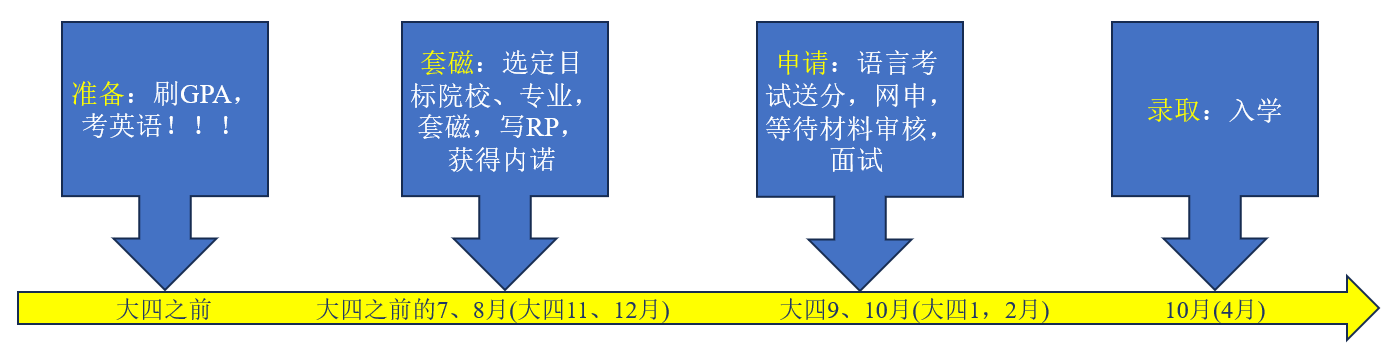 准备：刷GPA，
考英语！！！
套磁：选定目
标院校、专业，
套磁，写RP，
获得内诺
申请：语言考
试送分，网申，
等待材料审核，
面试
录取：入学
大四之前
大四之前的7、8月(大四11、12月)
大四9、10月(大四1，2月)
10月(4月)